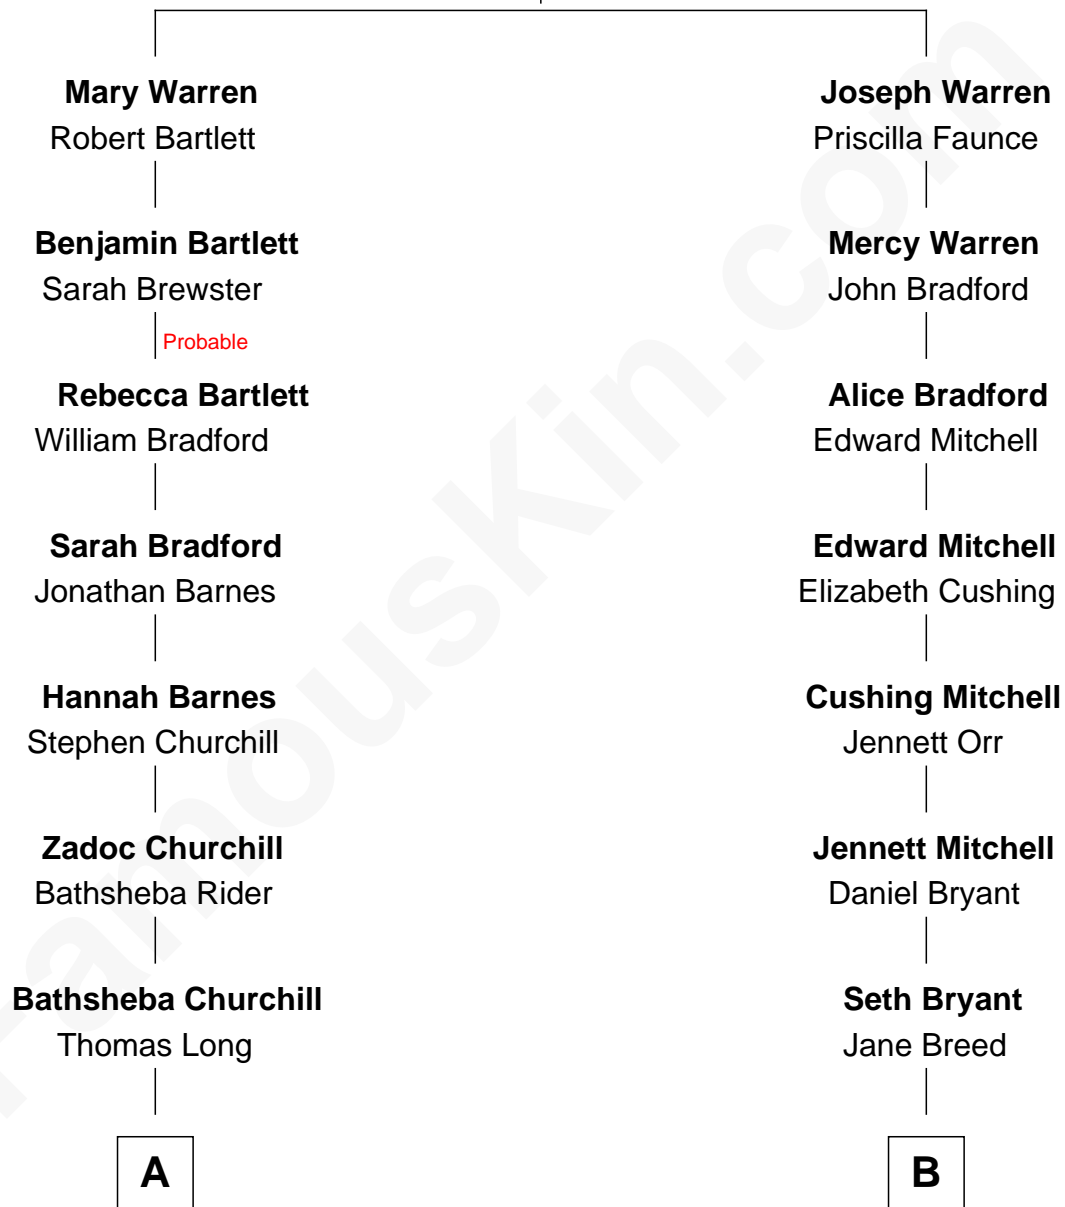 Mary Warren
Robert Bartlett
Joseph Warren
Priscilla Faunce
Benjamin Bartlett
Sarah Brewster
Mercy Warren
John Bradford
Probable
Rebecca Bartlett
William Bradford
Alice Bradford
Edward Mitchell
Sarah Bradford
Jonathan Barnes
Edward Mitchell
Elizabeth Cushing
Hannah Barnes
Stephen Churchill
Cushing Mitchell
Jennett Orr
Zadoc Churchill
Bathsheba Rider
Jennett Mitchell
Daniel Bryant
Bathsheba Churchill
Thomas Long
Seth Bryant
Jane Breed
A
B
FamousKin.com